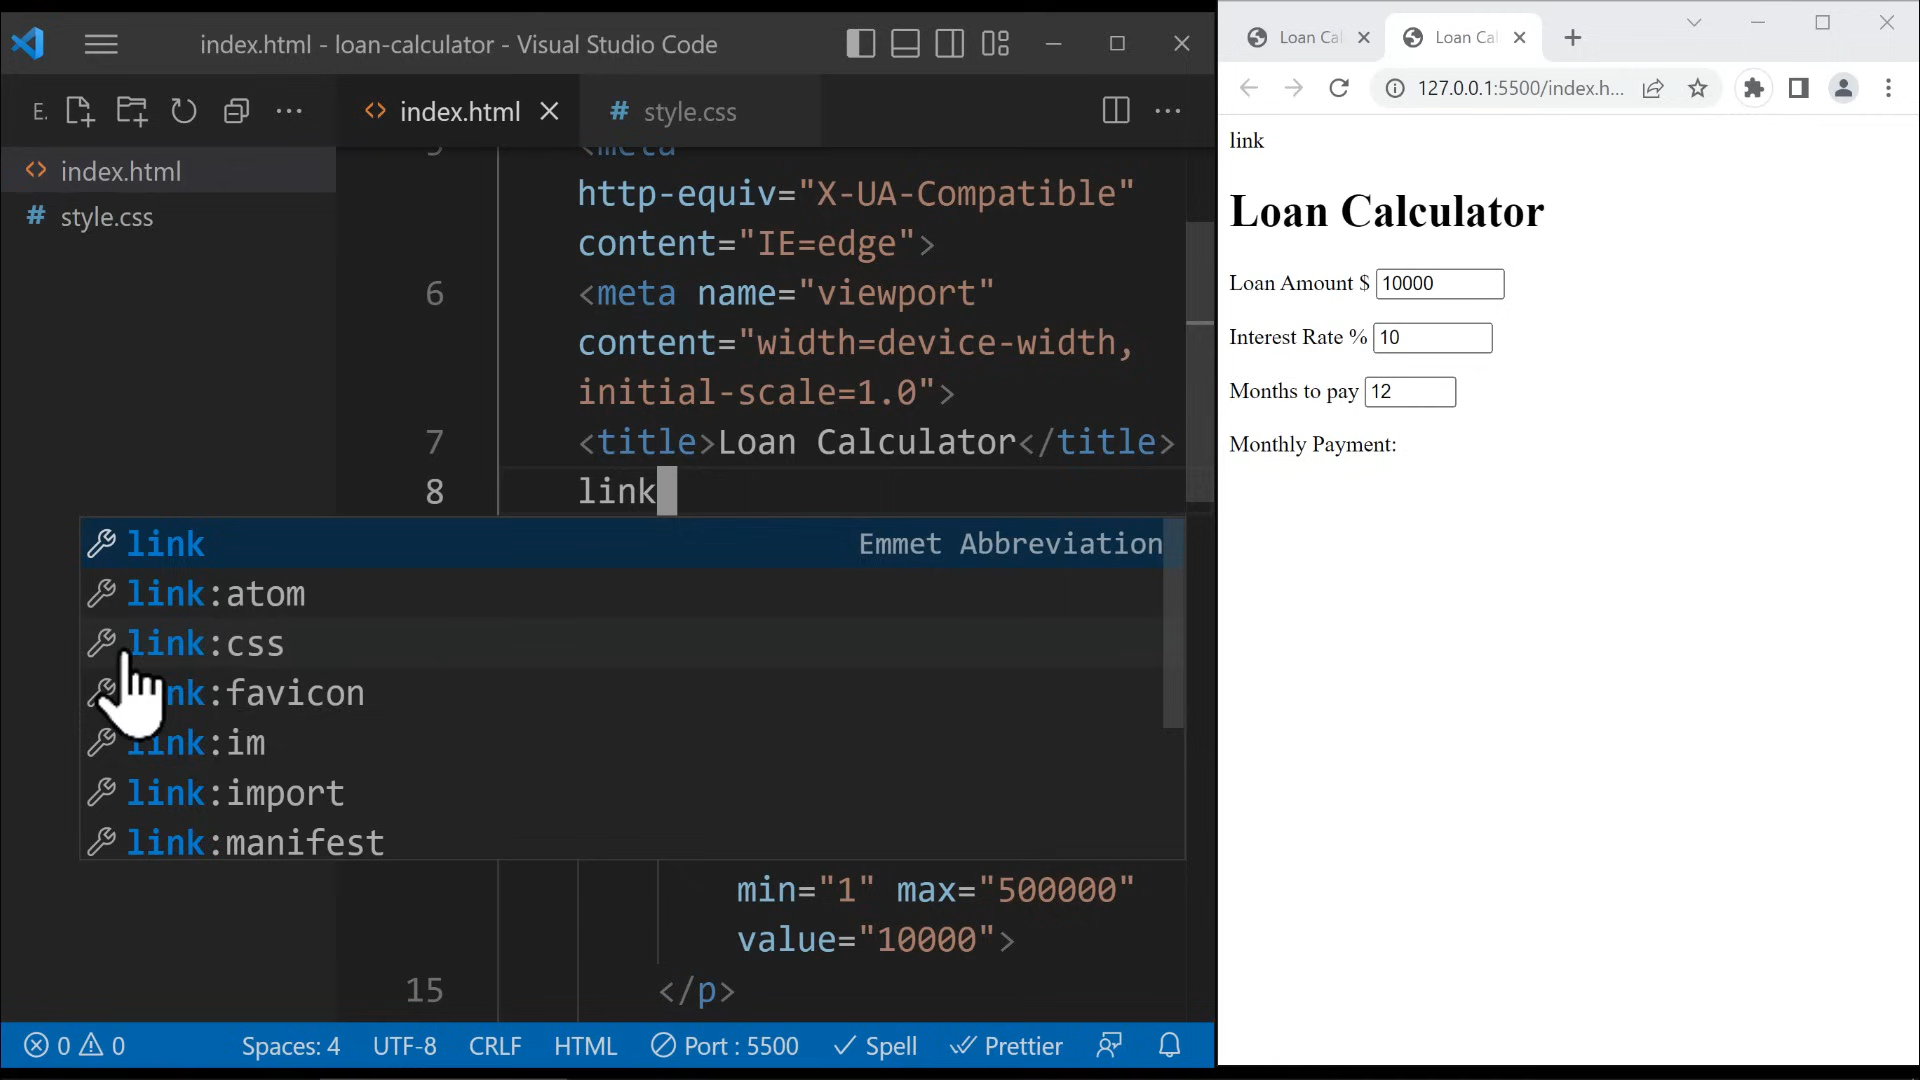 index.html - loan-calculator - Visual Studio Code
E.
index.html
style.css
index.html
style.css
5
<meta
http-equiv="X-UA-Compatible"
content="IE=edge">
6
<meta name="viewport"
content="width=device-width,
initial-scale=1.0">
7
<title>Loan Calculator</title>
8
link
link
Emmet Abbreviation
link:atom
link:css
link:favicon
link:im
link:import
link:manifest
min="1" max="500000"
value="10000">
15
</p>
0
0
Spaces: 4
UTF-8
CRLF
HTML
Port : 5500
Spell
Prettier
Loan Cal
Loan Cal
127.0.0.1:5500/index.h...
link
Loan Calculator
Loan Amount $ 10000
Interest Rate % 10
Months to pay 12
Monthly Payment: